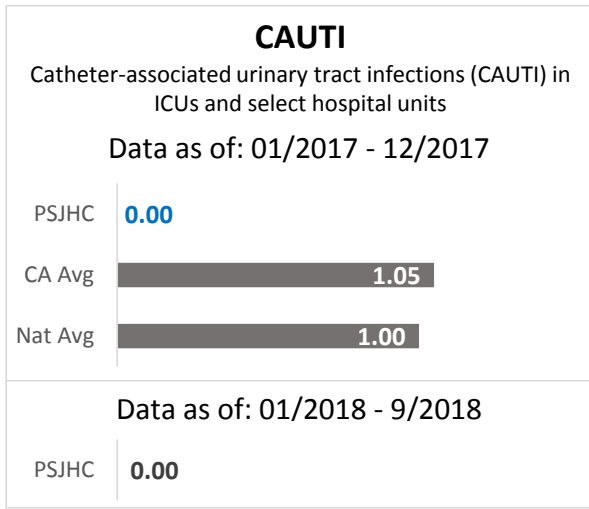 CAUTI
Catheter-associated urinary tract infections (CAUTI) in
ICUs and select hospital units
Data as of: 01/2017 - 12/2017
PSJHC 0.00
CA Avg 1.05
Nat Avg 1.00
Data as of: 01/2018 - 9/2018
PSJHC 0.00